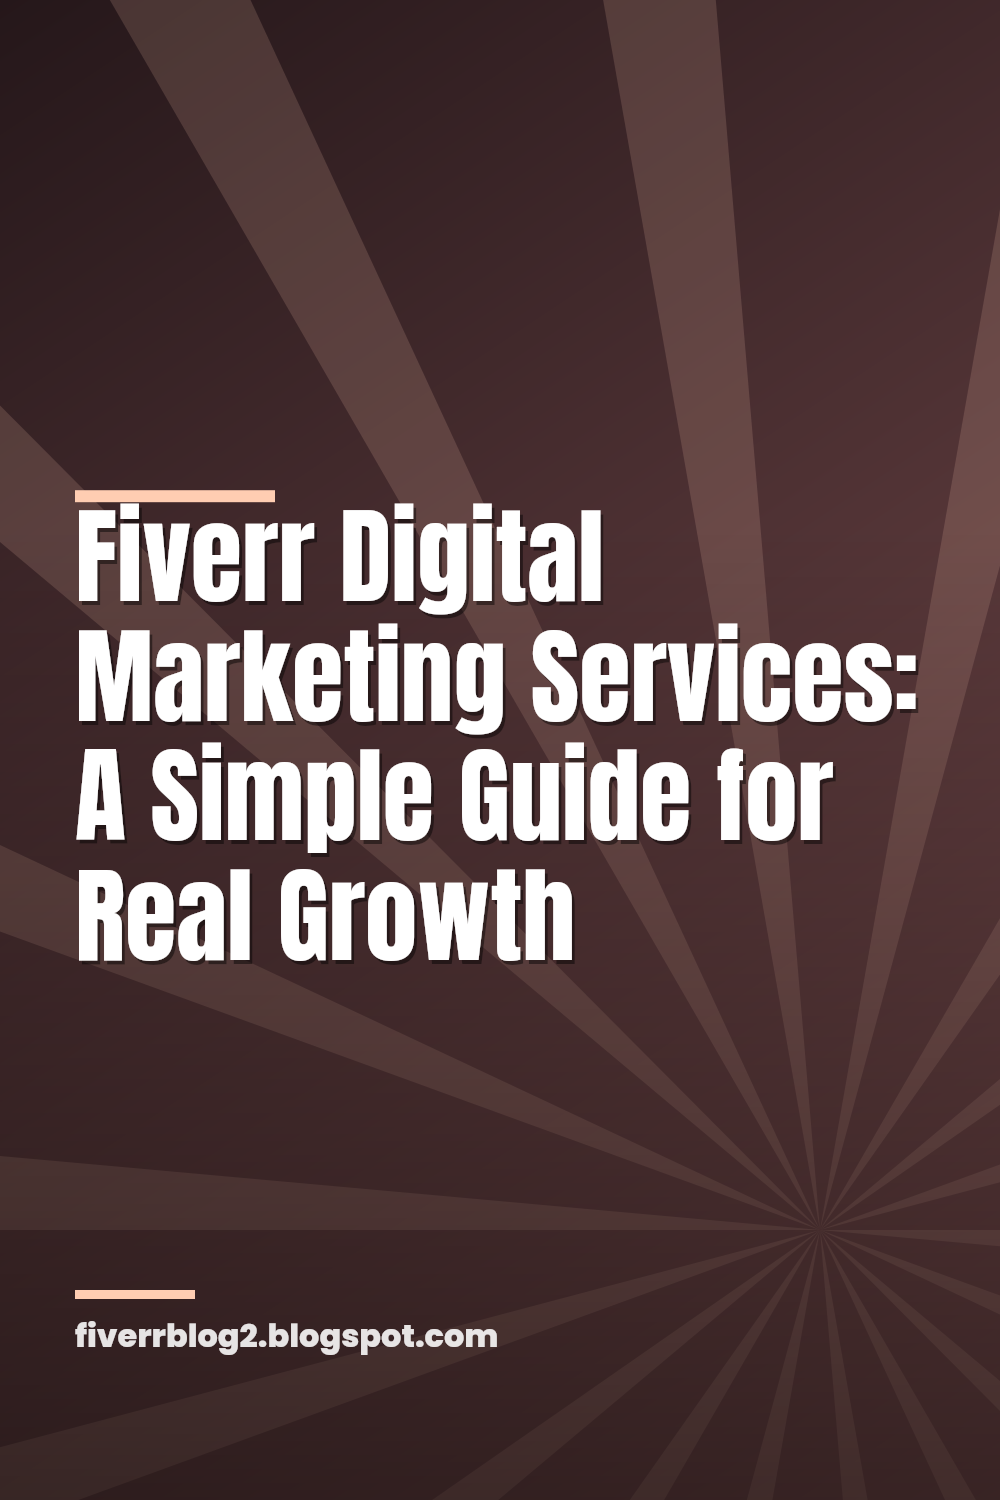 Fiverr Digital
Marketing Services:
A Simple Guide for
Real Growth
fiverrblog2.blogspot.com